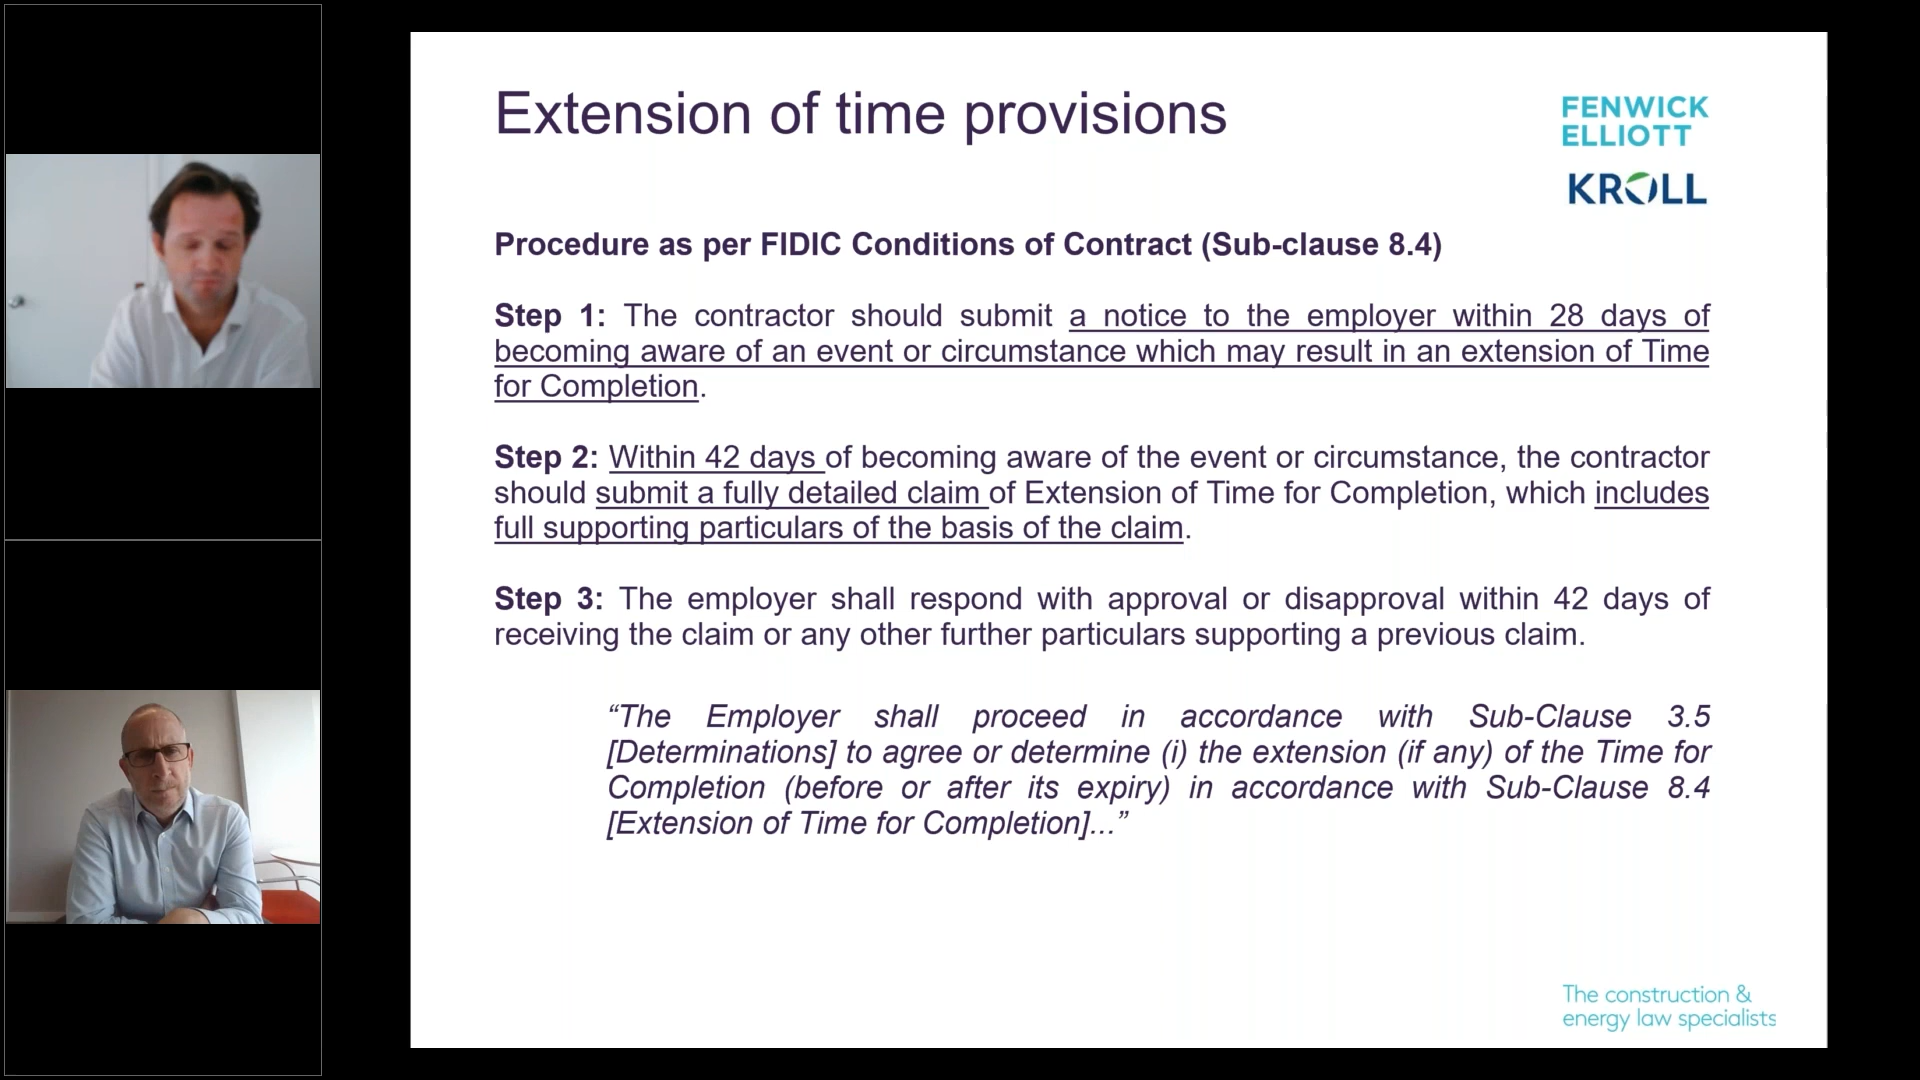 Extension of time provisions
FENWICK
ELLIOTT
KROLL
Procedure as per FIDIC Conditions of Contract (Sub-clause 8.4)
Step 1: The contractor should submit a notice to the employer within 28 days of
becoming aware of an event or circumstance which may result in an extension of Time
for Completion.
Step 2: Within 42 days of becoming aware of the event or circumstance, the contractor
should submit a fully detailed claim of Extension of Time for Completion, which includes
full supporting particulars of the basis of the claim.
Step 3: The employer shall respond with approval or disapproval within 42 days of
receiving the claim or any other further particulars supporting a previous claim.
“The Employer shall proceed in accordance with Sub-Clause 3.5
[Determinations] to agree or determine (i) the extension (if any) of the Time for
Completion (before or after its expiry) in accordance with Sub-Clause 8.4
[Extension of Time for Completion]...”
The construction &
energy law specialists